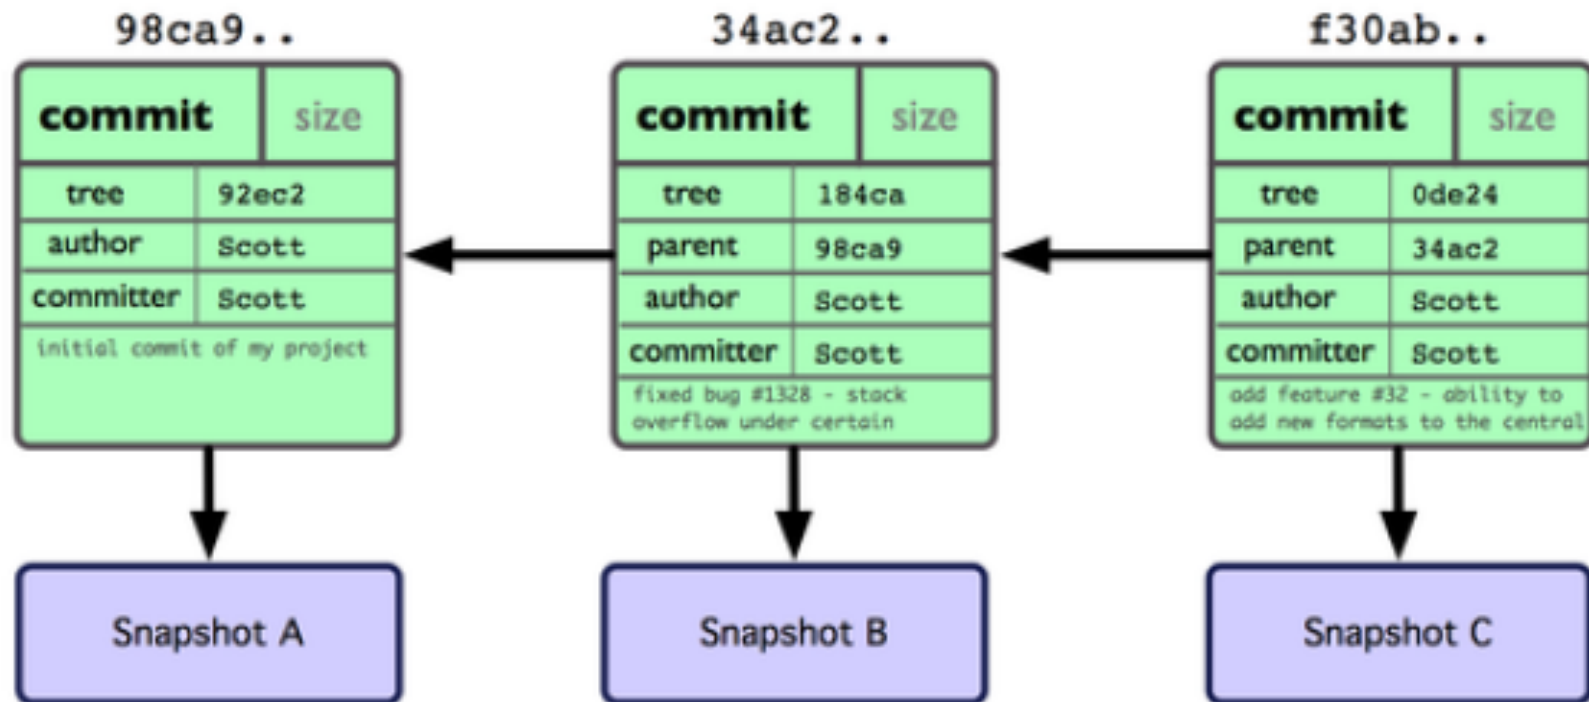 98ca9..
34ac2..
f30ab..
commit size
tree 92ec2
author Scott
committer Scott
initial commit of my project
Snapshot A
commit size
tree 184ca
parent 98ca9
author Scott
committer Scott
fixed bug #1328 - stack
overflow under certain
Snapshot B
commit size
tree 0de24
parent 34ac2
author Scott
committer Scott
add feature #32 - ability to
add new formats to the central
Snapshot C